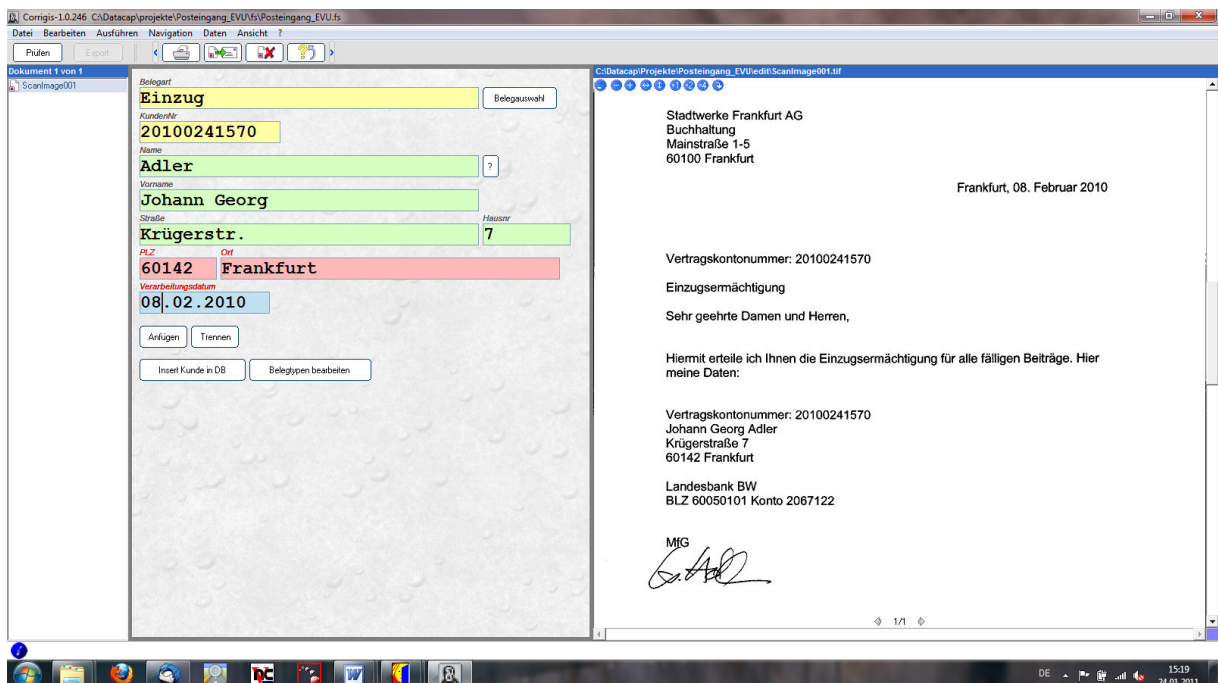 Corrigis-1.0.246 C:\Datacap\projekte\Posteingang_EVU\fs\Posteingang_EVU.fs
Datei Bearbeiten Ausführen Navigation Daten Ansicht ?
Prüfen Export
Dokument 1 von 1
ScanImage001
Belegart
Einzug
Belegauswahl
KundenNr
20100241570
Name
Adler
?
Vorname
Johann Georg
Straße Hausnr
Krügerstr. 7
PLZ Ort
60142 Frankfurt
Verarbeitungsdatum
08.02.2010
Anfügen Trennen
Insert Kunde in DB Belegtypen bearbeiten
C:\Datacap\Projekte\Posteingang_EVU\edit\ScanImage001.tif
Stadtwerke Frankfurt AG
Buchhaltung
Mainstraße 1-5
60100 Frankfurt
Frankfurt, 08. Februar 2010
Vertragskontonummer: 20100241570
Einzugsermächtigung
Sehr geehrte Damen und Herren,
Hiermit erteile ich Ihnen die Einzugsermächtigung für alle fälligen Beiträge. Hier
meine Daten:
Vertragskontonummer: 20100241570
Johann Georg Adler
Krügerstraße 7
60142 Frankfurt
Landesbank BW
BLZ 60050101 Konto 2067122
MfG
1/1
DE
15:19
24.01.2011